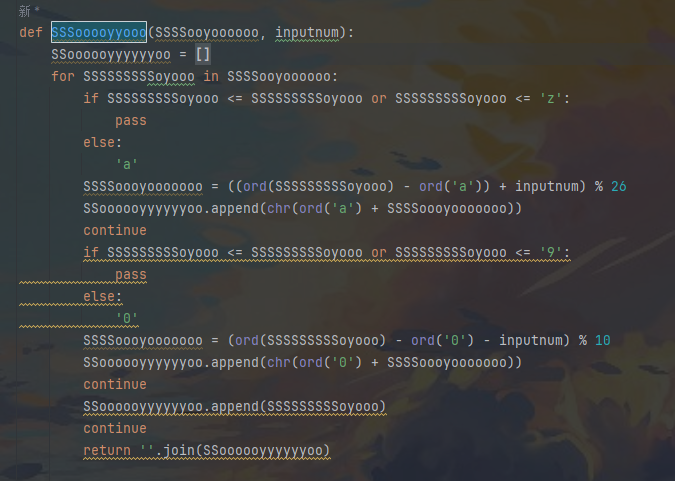 新 *
def SSSooooyyooo(SSSSooyoooooo, inputnum):
    SSoooooyyyyyyoo = []
    for SSSSSSSSSoyooo in SSSSooyoooooo:
        if SSSSSSSSSoyooo <= SSSSSSSSSoyooo or SSSSSSSSSoyooo <= 'z':
            pass
        else:
            'a'
        SSSSoooyooooooo = ((ord(SSSSSSSSSoyooo) - ord('a')) + inputnum) % 26
        SSoooooyyyyyyoo.append(chr(ord('a') + SSSSoooyooooooo))
        continue
        if SSSSSSSSSoyooo <= SSSSSSSSSoyooo or SSSSSSSSSoyooo <= '9':
            pass
        else:
            '0'
        SSSSoooyooooooo = (ord(SSSSSSSSSoyooo) - ord('0') - inputnum) % 10
        SSoooooyyyyyyoo.append(chr(ord('0') + SSSSoooyooooooo))
        continue
        SSoooooyyyyyyoo.append(SSSSSSSSSoyooo)
        continue
        return ''.join(SSoooooyyyyyyoo)